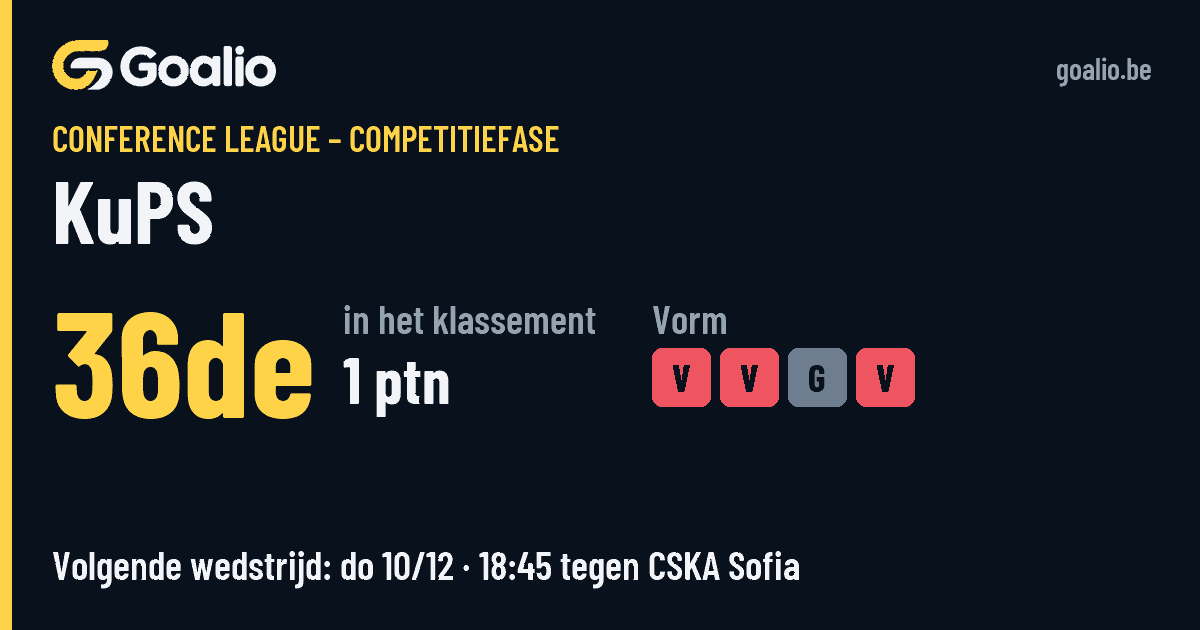 Goalio
goalio.be
CONFERENCE LEAGUE – COMPETITIEFASE
KuPS
36de
in het klassement
1 ptn
Vorm
V V G V
Volgende wedstrijd: do 10/12 · 18:45 tegen CSKA Sofia